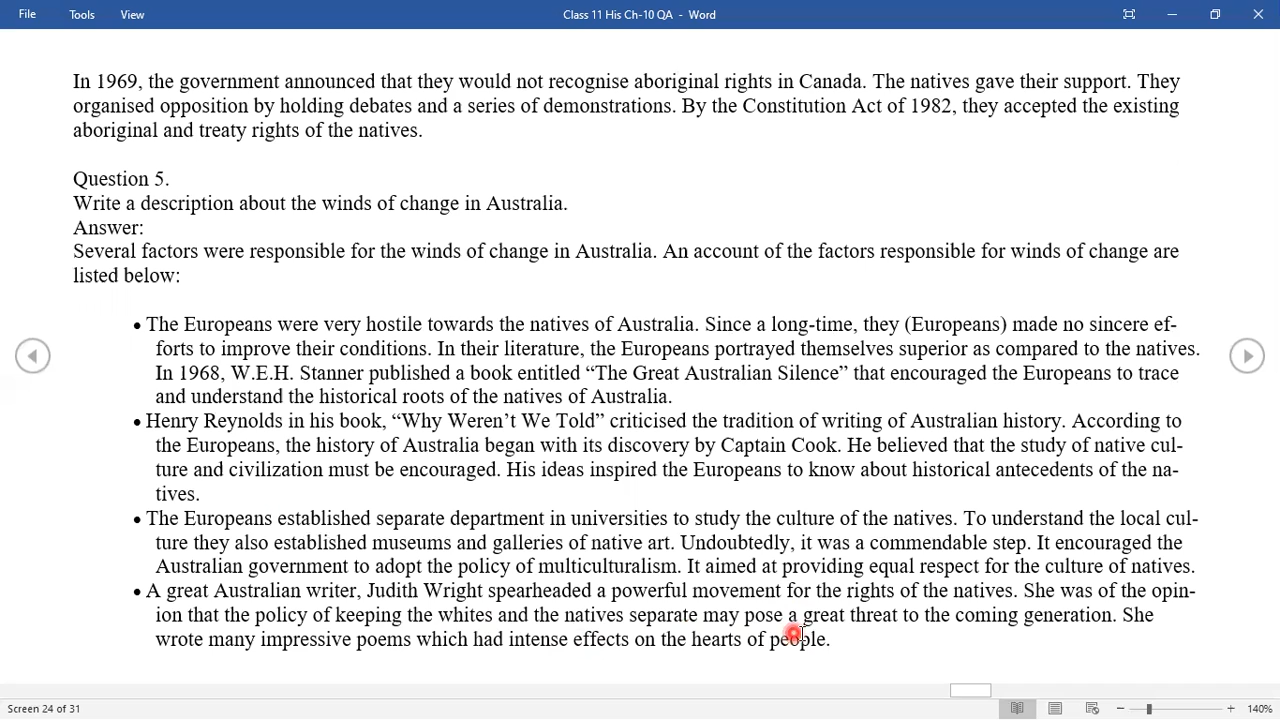 File Tools View Class 11 His Ch-10 QA - Word
In 1969, the government announced that they would not recognise aboriginal rights in Canada. The natives gave their support. They
organised opposition by holding debates and a series of demonstrations. By the Constitution Act of 1982, they accepted the existing
aboriginal and treaty rights of the natives.
Question 5.
Write a description about the winds of change in Australia.
Answer:
Several factors were responsible for the winds of change in Australia. An account of the factors responsible for winds of change are
listed below:
• The Europeans were very hostile towards the natives of Australia. Since a long-time, they (Europeans) made no sincere ef-
forts to improve their conditions. In their literature, the Europeans portrayed themselves superior as compared to the natives.
In 1968, W.E.H. Stanner published a book entitled “The Great Australian Silence” that encouraged the Europeans to trace
and understand the historical roots of the natives of Australia.
• Henry Reynolds in his book, “Why Weren’t We Told” criticised the tradition of writing of Australian history. According to
the Europeans, the history of Australia began with its discovery by Captain Cook. He believed that the study of native cul-
ture and civilization must be encouraged. His ideas inspired the Europeans to know about historical antecedents of the na-
tives.
• The Europeans established separate department in universities to study the culture of the natives. To understand the local cul-
ture they also established museums and galleries of native art. Undoubtedly, it was a commendable step. It encouraged the
Australian government to adopt the policy of multiculturalism. It aimed at providing equal respect for the culture of natives.
• A great Australian writer, Judith Wright spearheaded a powerful movement for the rights of the natives. She was of the opin-
ion that the policy of keeping the whites and the natives separate may pose a great threat to the coming generation. She
wrote many impressive poems which had intense effects on the hearts of people.
Screen 24 of 31 140%